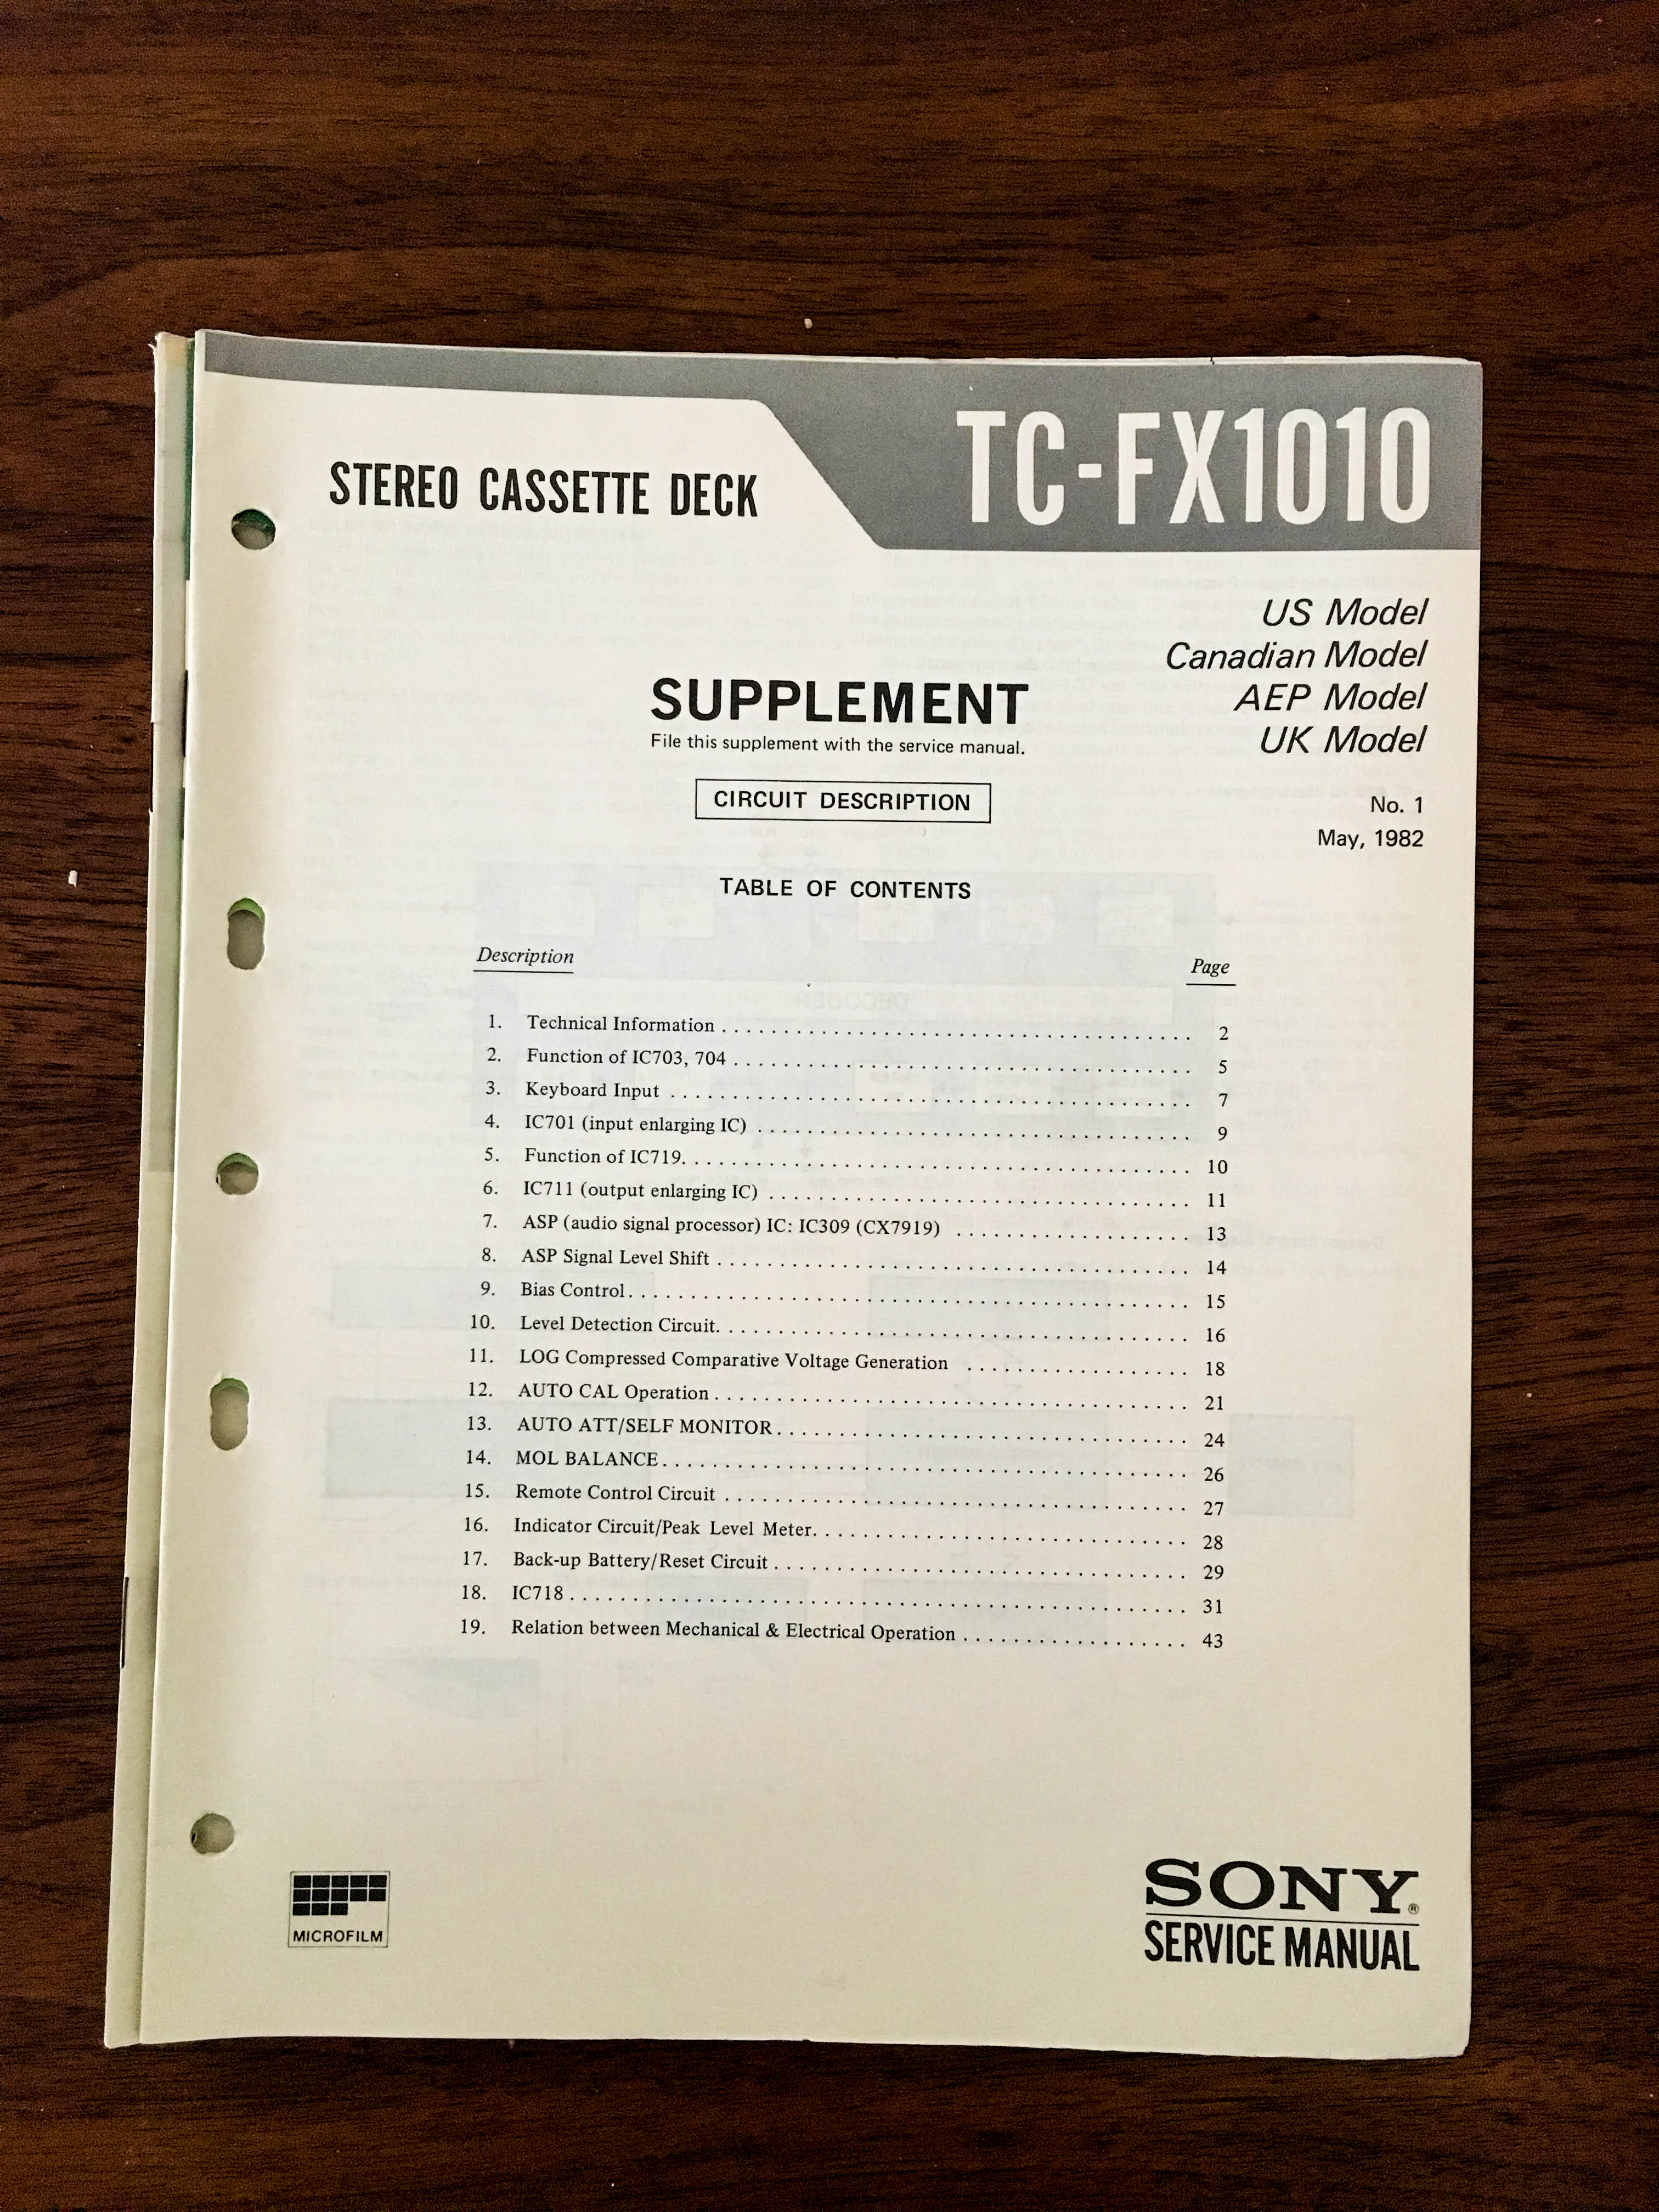 TC-FX1010
STEREO CASSETTE DECK
US Model
Canadian Model
AEP Model
UK Model
SUPPLEMENT
File this supplement with the service manual.
CIRCUIT DESCRIPTION
No. 1
May, 1982
TABLE OF CONTENTS
Description Page
1. Technical Information . . . . . . . . . . 2
2. Function of IC703, 704 . . . . . . . . . . 5
3. Keyboard Input . . . . . . . . . . 7
4. IC701 (input enlarging IC) . . . . . . . . . . 9
5. Function of IC719. . . . . . . . . . . 10
6. IC711 (output enlarging IC) . . . . . . . . . . 11
7. ASP (audio signal processor) IC: IC309 (CX7919) . . . . . . . . . . 13
8. ASP Signal Level Shift . . . . . . . . . . 14
9. Bias Control. . . . . . . . . . . 15
10. Level Detection Circuit. . . . . . . . . . . 16
11. LOG Compressed Comparative Voltage Generation . . . . . . . . . . 18
12. AUTO CAL Operation . . . . . . . . . . 21
13. AUTO ATT/SELF MONITOR . . . . . . . . . . 24
14. MOL BALANCE . . . . . . . . . . 26
15. Remote Control Circuit . . . . . . . . . . 27
16. Indicator Circuit/Peak Level Meter. . . . . . . . . . . 28
17. Back-up Battery/Reset Circuit . . . . . . . . . . 29
18. IC718 . . . . . . . . . . 31
19. Relation between Mechanical & Electrical Operation . . . . . . . . . . 43
MICROFILM
SONY®
SERVICE MANUAL